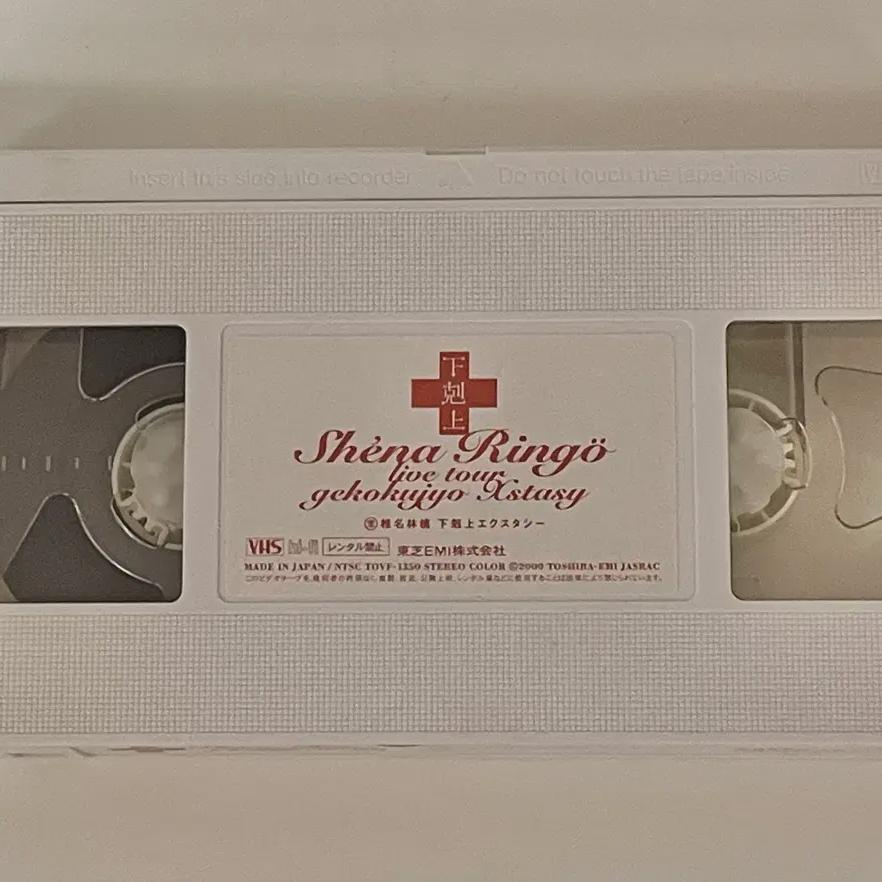 Insert this side into recorder Do not touch the tape inside
下
剋
上
Shéna Ringö
live tour
gekokujyo Xstasy
椎名林檎 下剋上エクスタシー
VHS hi-fi レンタル禁止 東芝EMI株式会社
MADE IN JAPAN / NTSC TOVF-1350 STEREO COLOR ©2000 TOSHIBA-EMI JASRAC